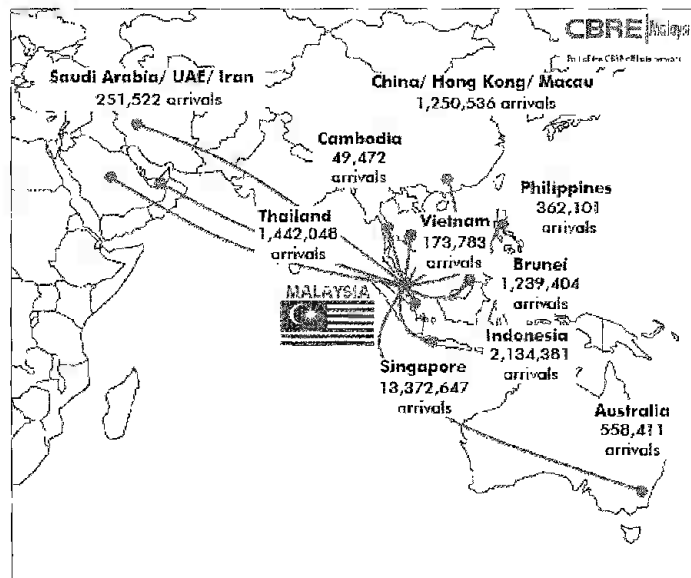 CBRE | Malaysia
Saudi Arabia/ UAE/ Iran
251,522 arrivals
China/ Hong Kong/ Macau
1,250,536 arrivals
Cambodia
49,472
arrivals
Philippines
362,101
arrivals
Thailand
1,442,048
arrivals
Vietnam
173,783
arrivals
Brunei
1,239,404
arrivals
MALAYSIA
Indonesia
2,134,381
arrivals
Singapore
13,372,647
arrivals
Australia
558,411
arrivals